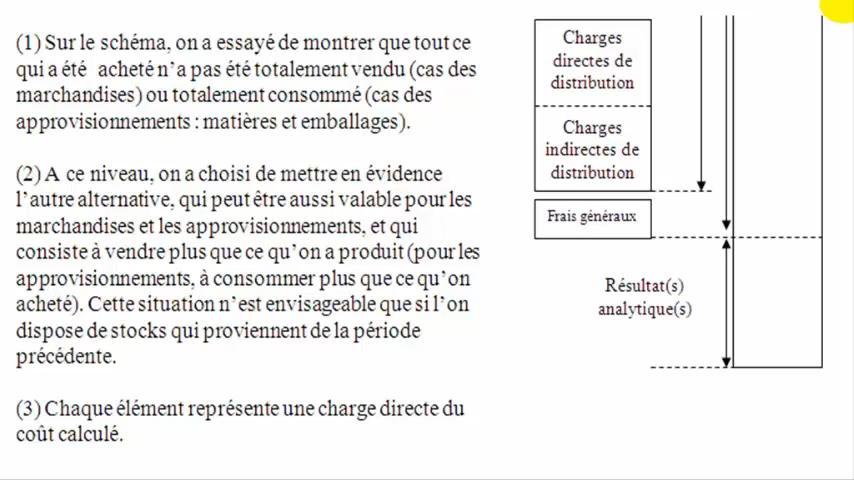 (1) Sur le schéma, on a essayé de montrer que tout ce
qui a été acheté n'a pas été totalement vendu (cas des
marchandises) ou totalement consommé (cas des
approvisionnements : matières et emballages).
(2) A ce niveau, on a choisi de mettre en évidence
l'autre alternative, qui peut être aussi valable pour les
marchandises et les approvisionnements, et qui
consiste à vendre plus que ce qu'on a produit (pour les
approvisionnements, à consommer plus que ce qu'on
acheté). Cette situation n'est envisageable que si l'on
dispose de stocks qui proviennent de la période
précédente.
(3) Chaque élément représente une charge directe du
coût calculé.
Charges
directes de
distribution
Charges
indirectes de
distribution
Frais généraux
Résultat(s)
analytique(s)